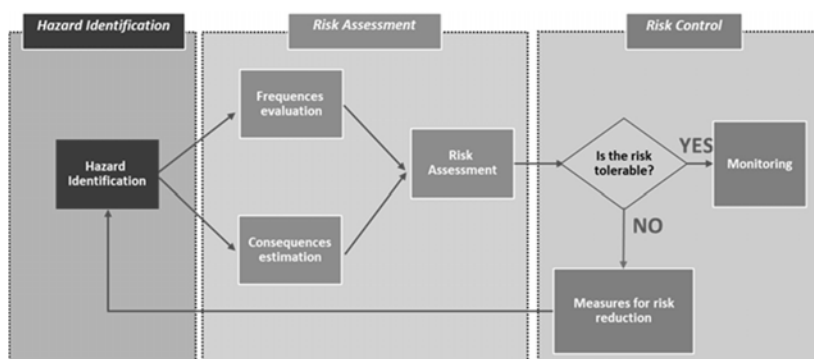 Hazard Identification
Risk Assessment
Risk Control
Frequences
evaluation
Hazard
Identification
Risk
Assessment
Is the risk
tolerable?
YES
Monitoring
Consequences
estimation
NO
Measures for risk
reduction